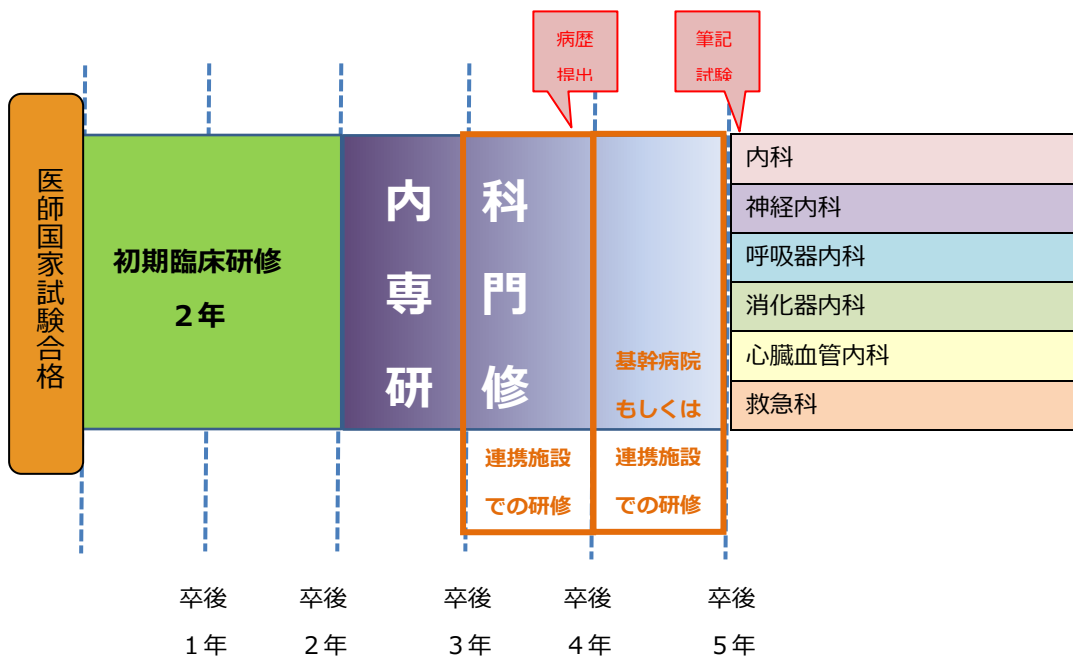 病歴
提出
筆記
試験
医師国家試験合格
初期臨床研修
２年
内科
専門
研修
基幹病院
もしくは
連携施設
での研修
連携施設
での研修
内科
神経内科
呼吸器内科
消化器内科
心臓血管内科
救急科
卒後
１年
卒後
２年
卒後
３年
卒後
４年
卒後
５年